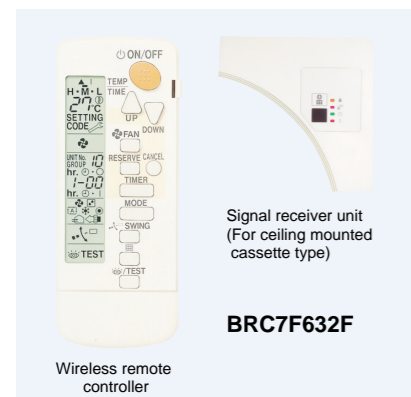 ON/OFF
TEMP
TIME
UP
DOWN
FAN
RESERVE CANCEL
TIMER
MODE
SWING
/TEST
H·M·L
27°C
SETTING
CODE
UNIT No.
GROUP 10
hr.
1-00
hr.
A
TEST
Signal receiver unit
(For ceiling mounted
cassette type)
BRC7F632F
Wireless remote
controller